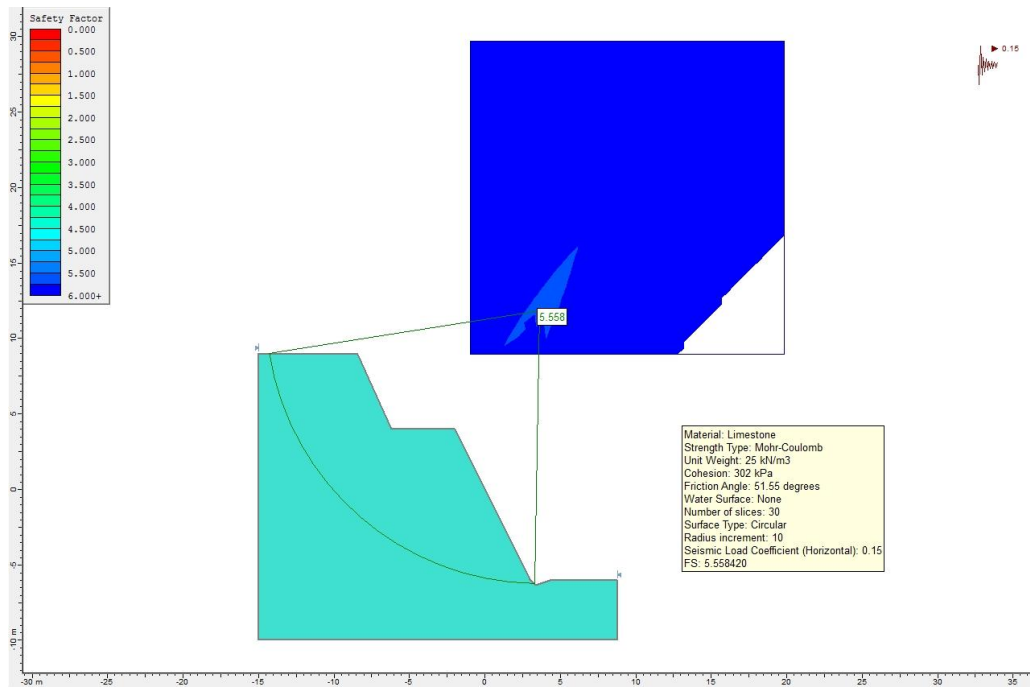 Safety Factor
0.000
0.500
1.000
1.500
2.000
2.500
3.000
3.500
4.000
4.500
5.000
5.500
6.000+
0.15
5.558
Material: Limestone
Strength Type: Mohr-Coulomb
Unit Weight: 25 kN/m3
Cohesion: 302 kPa
Friction Angle: 51.55 degrees
Water Surface: None
Number of slices: 30
Surface Type: Circular
Radius increment: 10
Seismic Load Coefficient (Horizontal): 0.15
FS: 5.558420
30
25
20
15
10
5
0
-5
-10 m
-30 m
-25
-20
-15
-10
-5
0
5
10
15
20
25
30
35